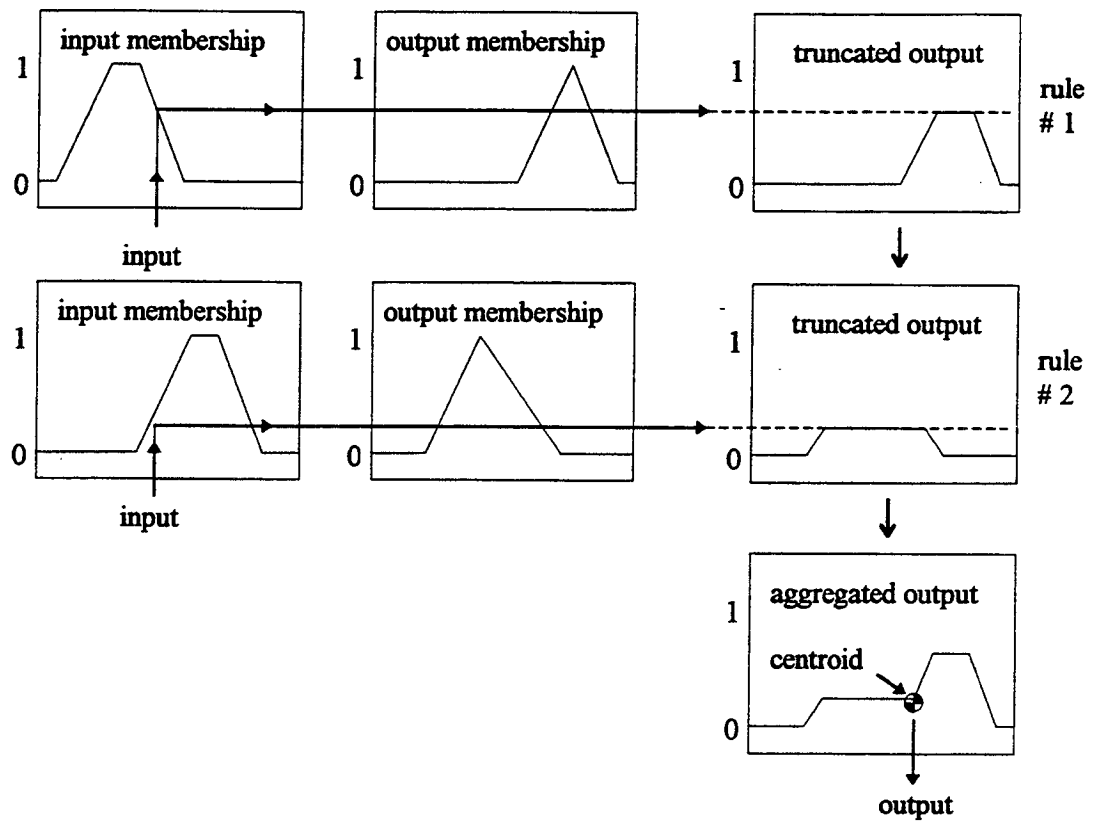 input membership
output membership
truncated output
1
1
1
rule
# 1
0
0
0
input
input membership
output membership
truncated output
1
1
1
rule
# 2
0
0
0
input
aggregated output
1
centroid
0
output